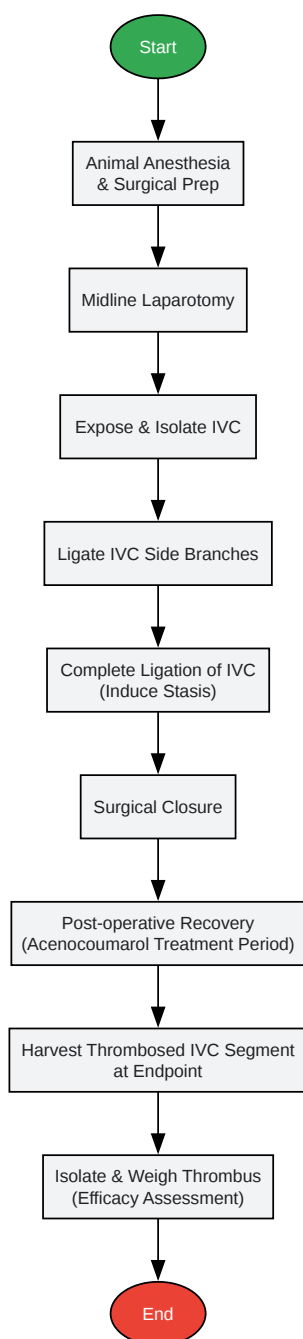 Start
Animal Anesthesia
& Surgical Prep
Midline Laparotomy
Expose & Isolate IVC
Ligate IVC Side Branches
Complete Ligation of IVC
(Induce Stasis)
Surgical Closure
Post-operative Recovery
(Acenocoumarol Treatment Period)
Harvest Thrombosed IVC Segment
at Endpoint
Isolate & Weigh Thrombus
(Efficacy Assessment)
End